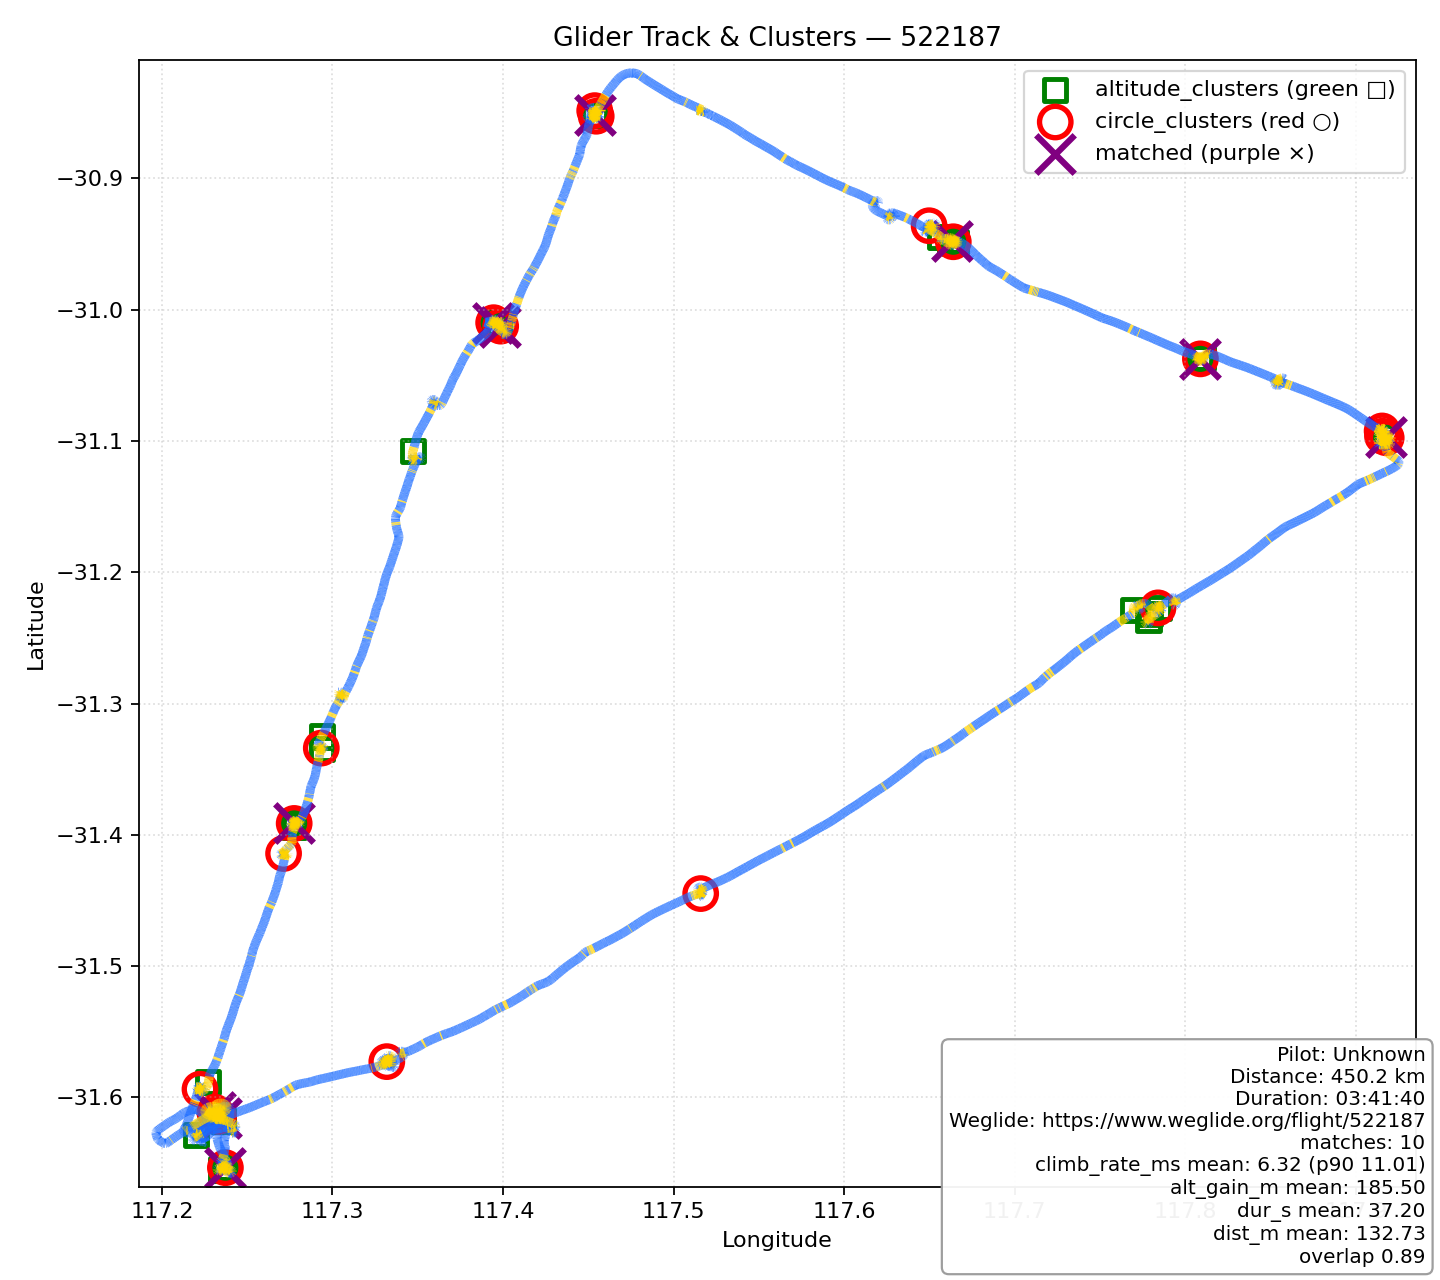 Glider Track & Clusters — 522187
altitude_clusters (green □)
circle_clusters (red ○)
matched (purple ×)
Latitude
−30.9
−31.0
−31.1
−31.2
−31.3
−31.4
−31.5
−31.6
117.2
117.3
117.4
117.5
117.6
117.7
117.8
Longitude
Pilot: Unknown
Distance: 450.2 km
Duration: 03:41:40
Weglide: https://www.weglide.org/flight/522187
matches: 10
climb_rate_ms mean: 6.32 (p90 11.01)
alt_gain_m mean: 185.50
dur_s mean: 37.20
dist_m mean: 132.73
overlap 0.89